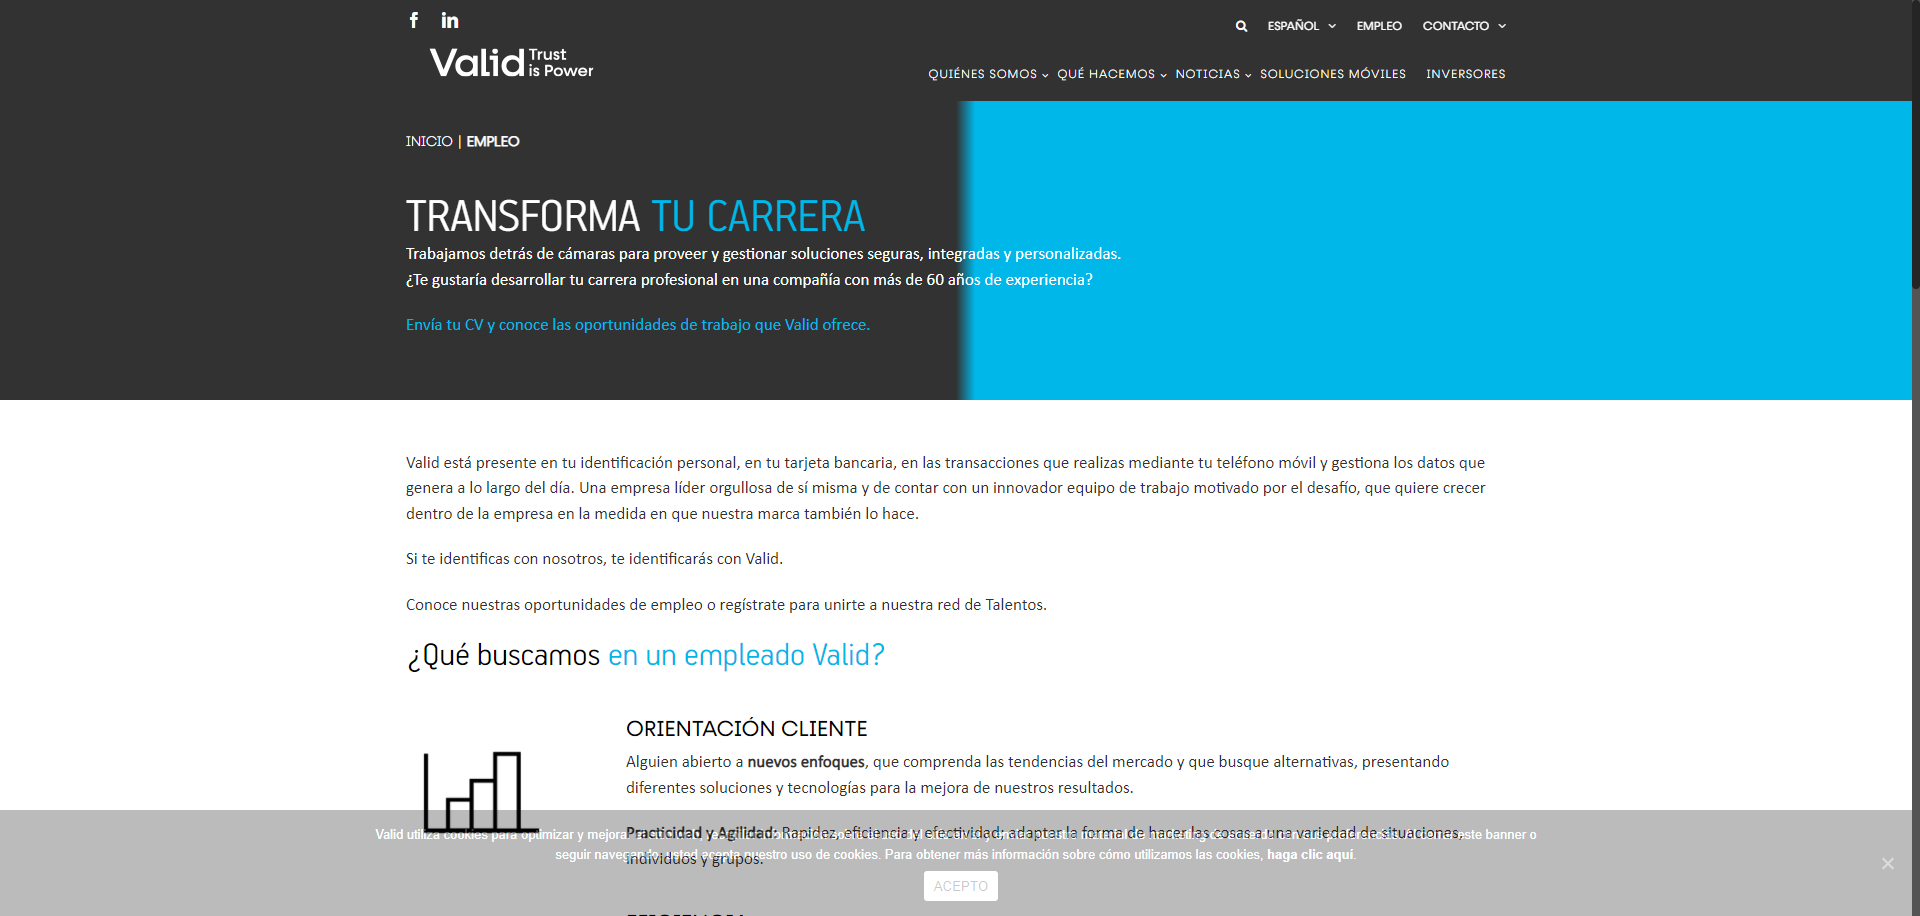 ESPAÑOL
EMPLEO
CONTACTO
Valid Trust is Power
QUIÉNES SOMOS
QUÉ HACEMOS
NOTICIAS
SOLUCIONES MÓVILES
INVERSORES
INICIO | EMPLEO
TRANSFORMA TU CARRERA
Trabajamos detrás de cámaras para proveer y gestionar soluciones seguras, integradas y personalizadas.
¿Te gustaría desarrollar tu carrera profesional en una compañía con más de 60 años de experiencia?
Envía tu CV y conoce las oportunidades de trabajo que Valid ofrece.
Valid está presente en tu identificación personal, en tu tarjeta bancaria, en las transacciones que realizas mediante tu teléfono móvil y gestiona los datos que
genera a lo largo del día. Una empresa líder orgullosa de sí misma y de contar con un innovador equipo de trabajo motivado por el desafío, que quiere crecer
dentro de la empresa en la medida en que nuestra marca también lo hace.
Si te identificas con nosotros, te identificarás con Valid.
Conoce nuestras oportunidades de empleo o regístrate para unirte a nuestra red de Talentos.
¿Qué buscamos en un empleado Valid?
ORIENTACIÓN CLIENTE
Alguien abierto a nuevos enfoques, que comprenda las tendencias del mercado y que busque alternativas, presentando
diferentes soluciones y tecnologías para la mejora de nuestros resultados.
Practicidad y Agilidad: Rapidez, eficiencia y efectividad; adaptar la forma de hacer las cosas a una variedad de situaciones,
individuos y grupos.
Valid utiliza cookies para optimizar y mejorar este banner o
seguir navegando, usted acepta nuestro uso de cookies. Para obtener más información sobre cómo utilizamos las cookies, haga clic aquí.
ACEPTO